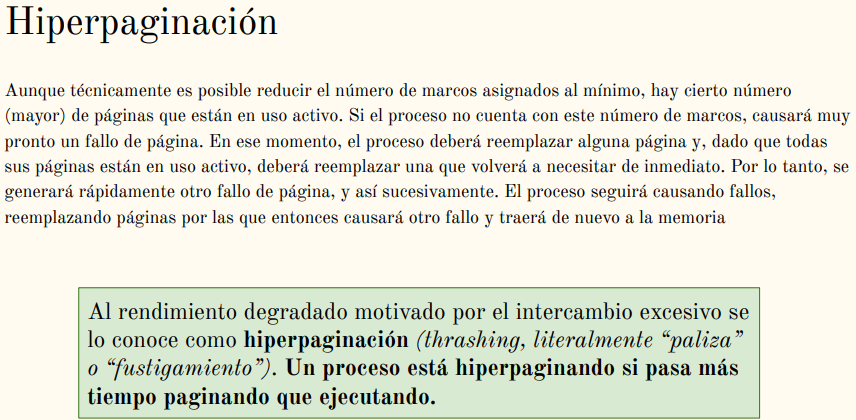 Hiperpaginación
Aunque técnicamente es posible reducir el número de marcos asignados al mínimo, hay cierto número
(mayor) de páginas que están en uso activo. Si el proceso no cuenta con este número de marcos, causará muy
pronto un fallo de página. En ese momento, el proceso deberá reemplazar alguna página y, dado que todas
sus páginas están en uso activo, deberá reemplazar una que volverá a necesitar de inmediato. Por lo tanto, se
generará rápidamente otro fallo de página, y así sucesivamente. El proceso seguirá causando fallos,
reemplazando páginas por las que entonces causará otro fallo y traerá de nuevo a la memoria
Al rendimiento degradado motivado por el intercambio excesivo se
lo conoce como hiperpaginación (thrashing, literalmente “paliza”
o “fustigamiento”). Un proceso está hiperpaginando si pasa más
tiempo paginando que ejecutando.